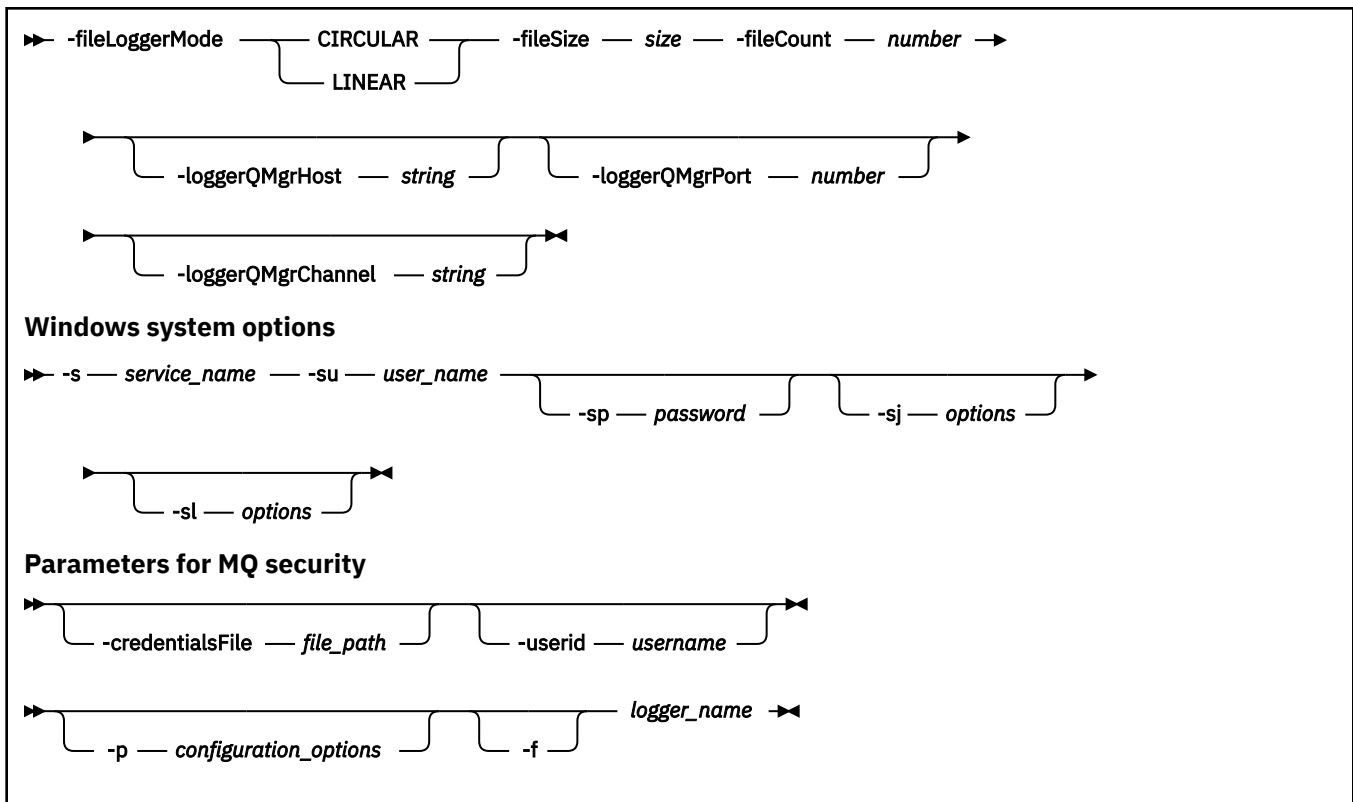 -fileLoggerMode CIRCULAR -fileSize size -fileCount number
LINEAR
-loggerQMgrHost string -loggerQMgrPort number
-loggerQMgrChannel string
Windows system options
-s service_name -su user_name
-sp password -sj options
-sl options
Parameters for MQ security
-credentialsFile file_path -userid username
logger_name
-p configuration_options -f